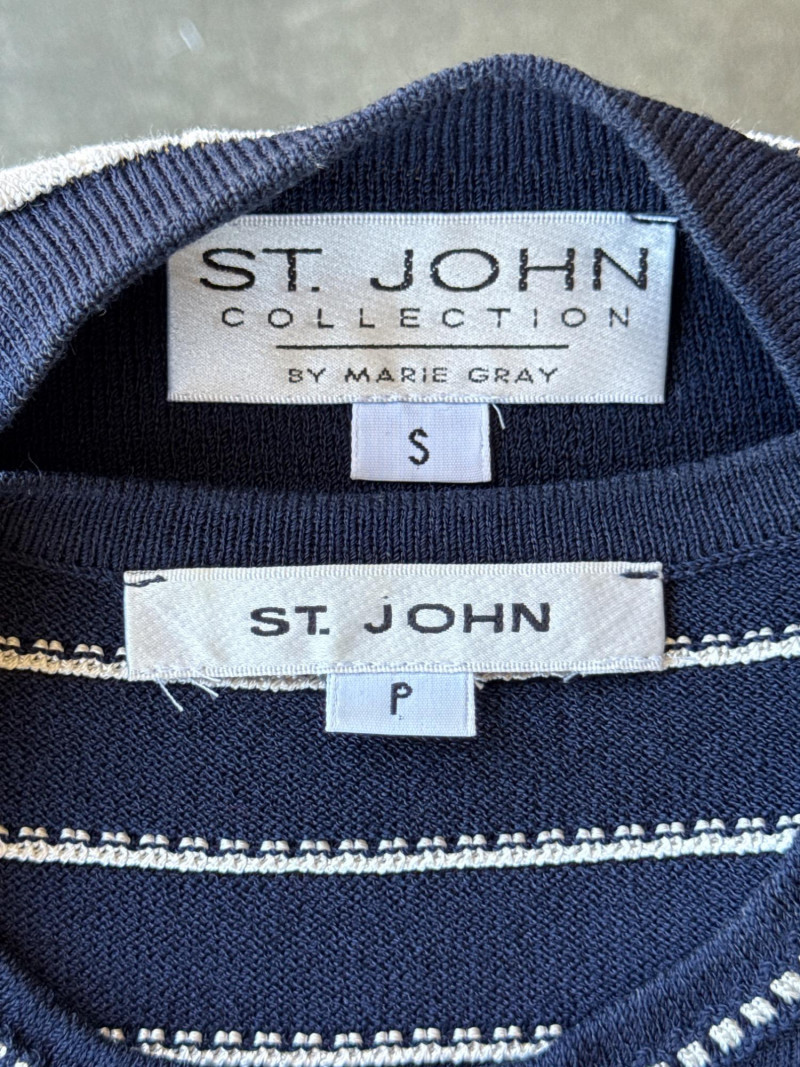 ST. JOHN
COLLECTION
BY MARIE GRAY
S
ST. JOHN
P